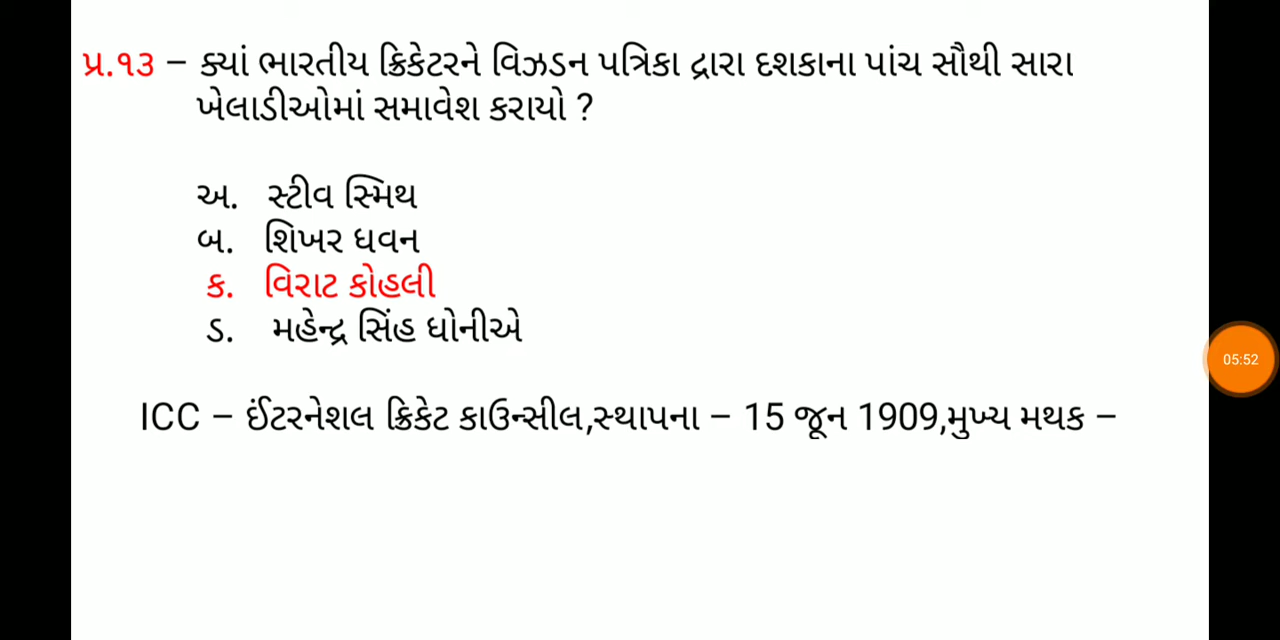 પ્ર.૧૩ – ક્યાં ભારતીય ક્રિકેટરને વિઝડન પત્રિકા દ્વારા દશકાના પાંચ સૌથી સારા
ખેલાડીઓમાં સમાવેશ કરાયો ?
અ. સ્ટીવ સ્મિથ
બ. શિખર ધવન
ક. વિરાટ કોહલી
ડ. મહેન્દ્ર સિંહ ધોનીએ
05:52
ICC – ઈંટરનેશલ ક્રિકેટ કાઉન્સીલ,સ્થાપના – 15 જૂન 1909,મુખ્ય મથક –